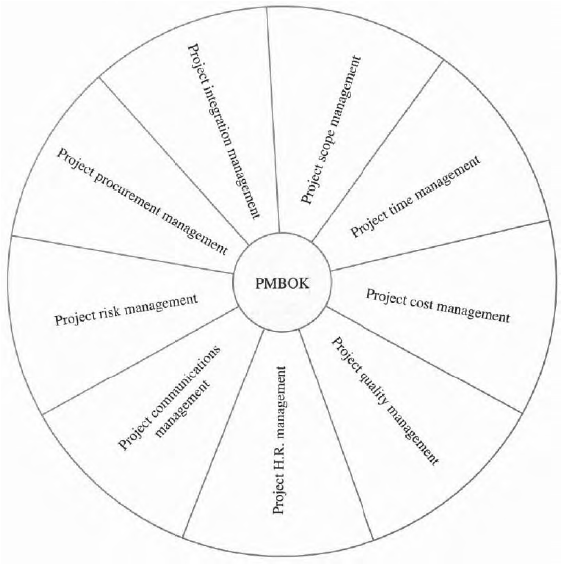 Project integration management
Project scope management
Project time management
Project cost management
Project quality management
Project H.R. management
Project communications
management
Project risk management
Project procurement management
PMBOK